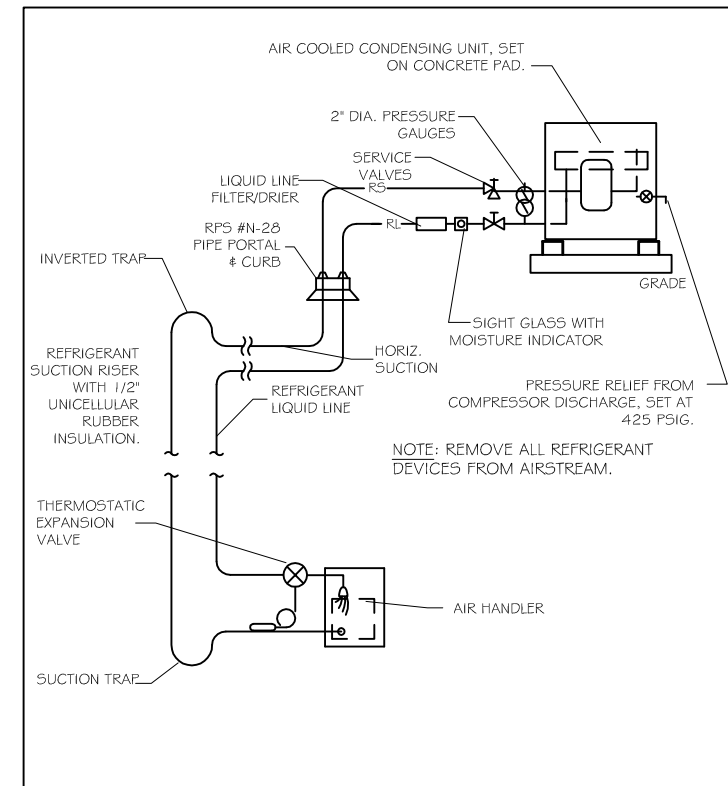 AIR COOLED CONDENSING UNIT, SET
ON CONCRETE PAD.
2" DIA. PRESSURE
GAUGES
SERVICE
VALVES
LIQUID LINE
FILTER/DRIER
RS
RPS #N-28
PIPE PORTAL
& CURB
RL
INVERTED TRAP
GRADE
SIGHT GLASS WITH
MOISTURE INDICATOR
HORIZ.
SUCTION
REFRIGERANT
SUCTION RISER
WITH 1/2"
UNICELLULAR
RUBBER
INSULATION.
REFRIGERANT
LIQUID LINE
PRESSURE RELIEF FROM
COMPRESSOR DISCHARGE, SET AT
425 PSIG.
NOTE: REMOVE ALL REFRIGERANT
DEVICES FROM AIRSTREAM.
THERMOSTATIC
EXPANSION
VALVE
AIR HANDLER
SUCTION TRAP